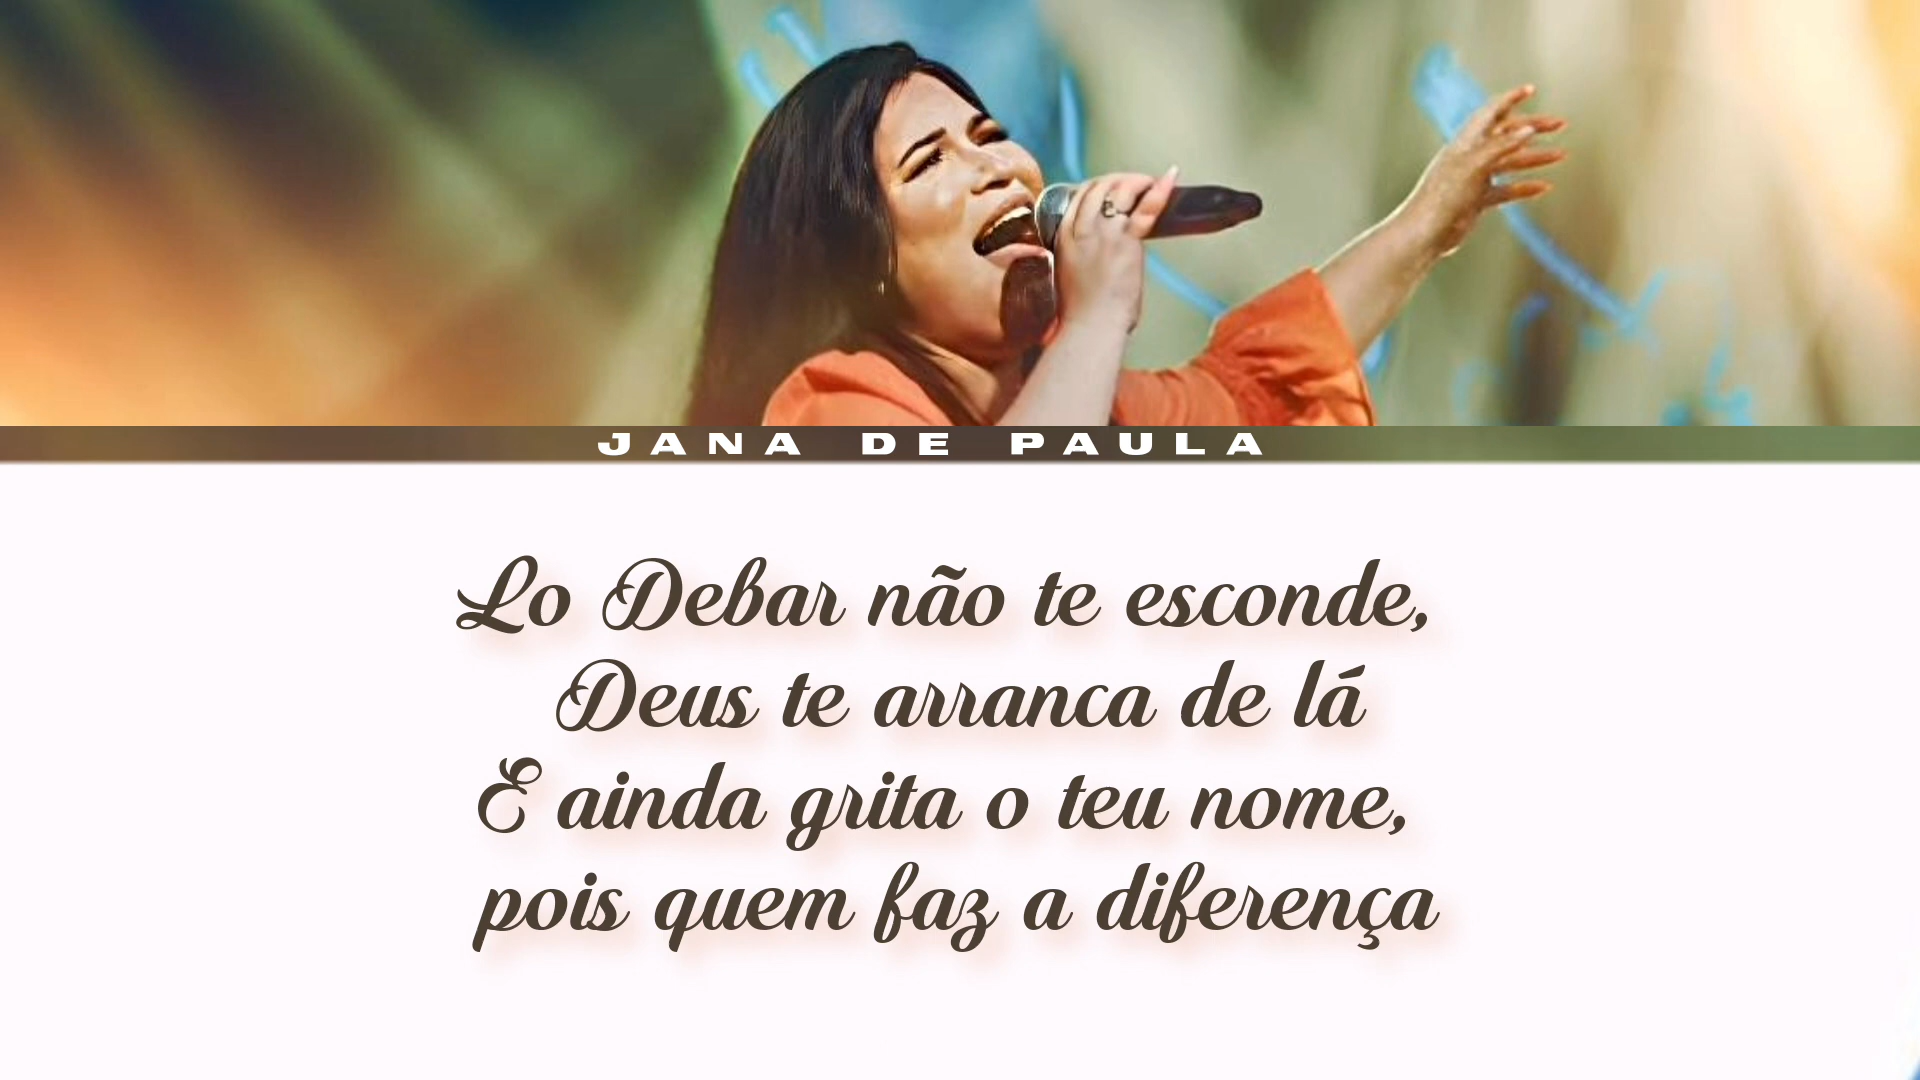 JANA DE PAULA
Lo Debar não te esconde,
Deus te arranca de lá
E ainda grita o teu nome,
pois quem faz a diferença